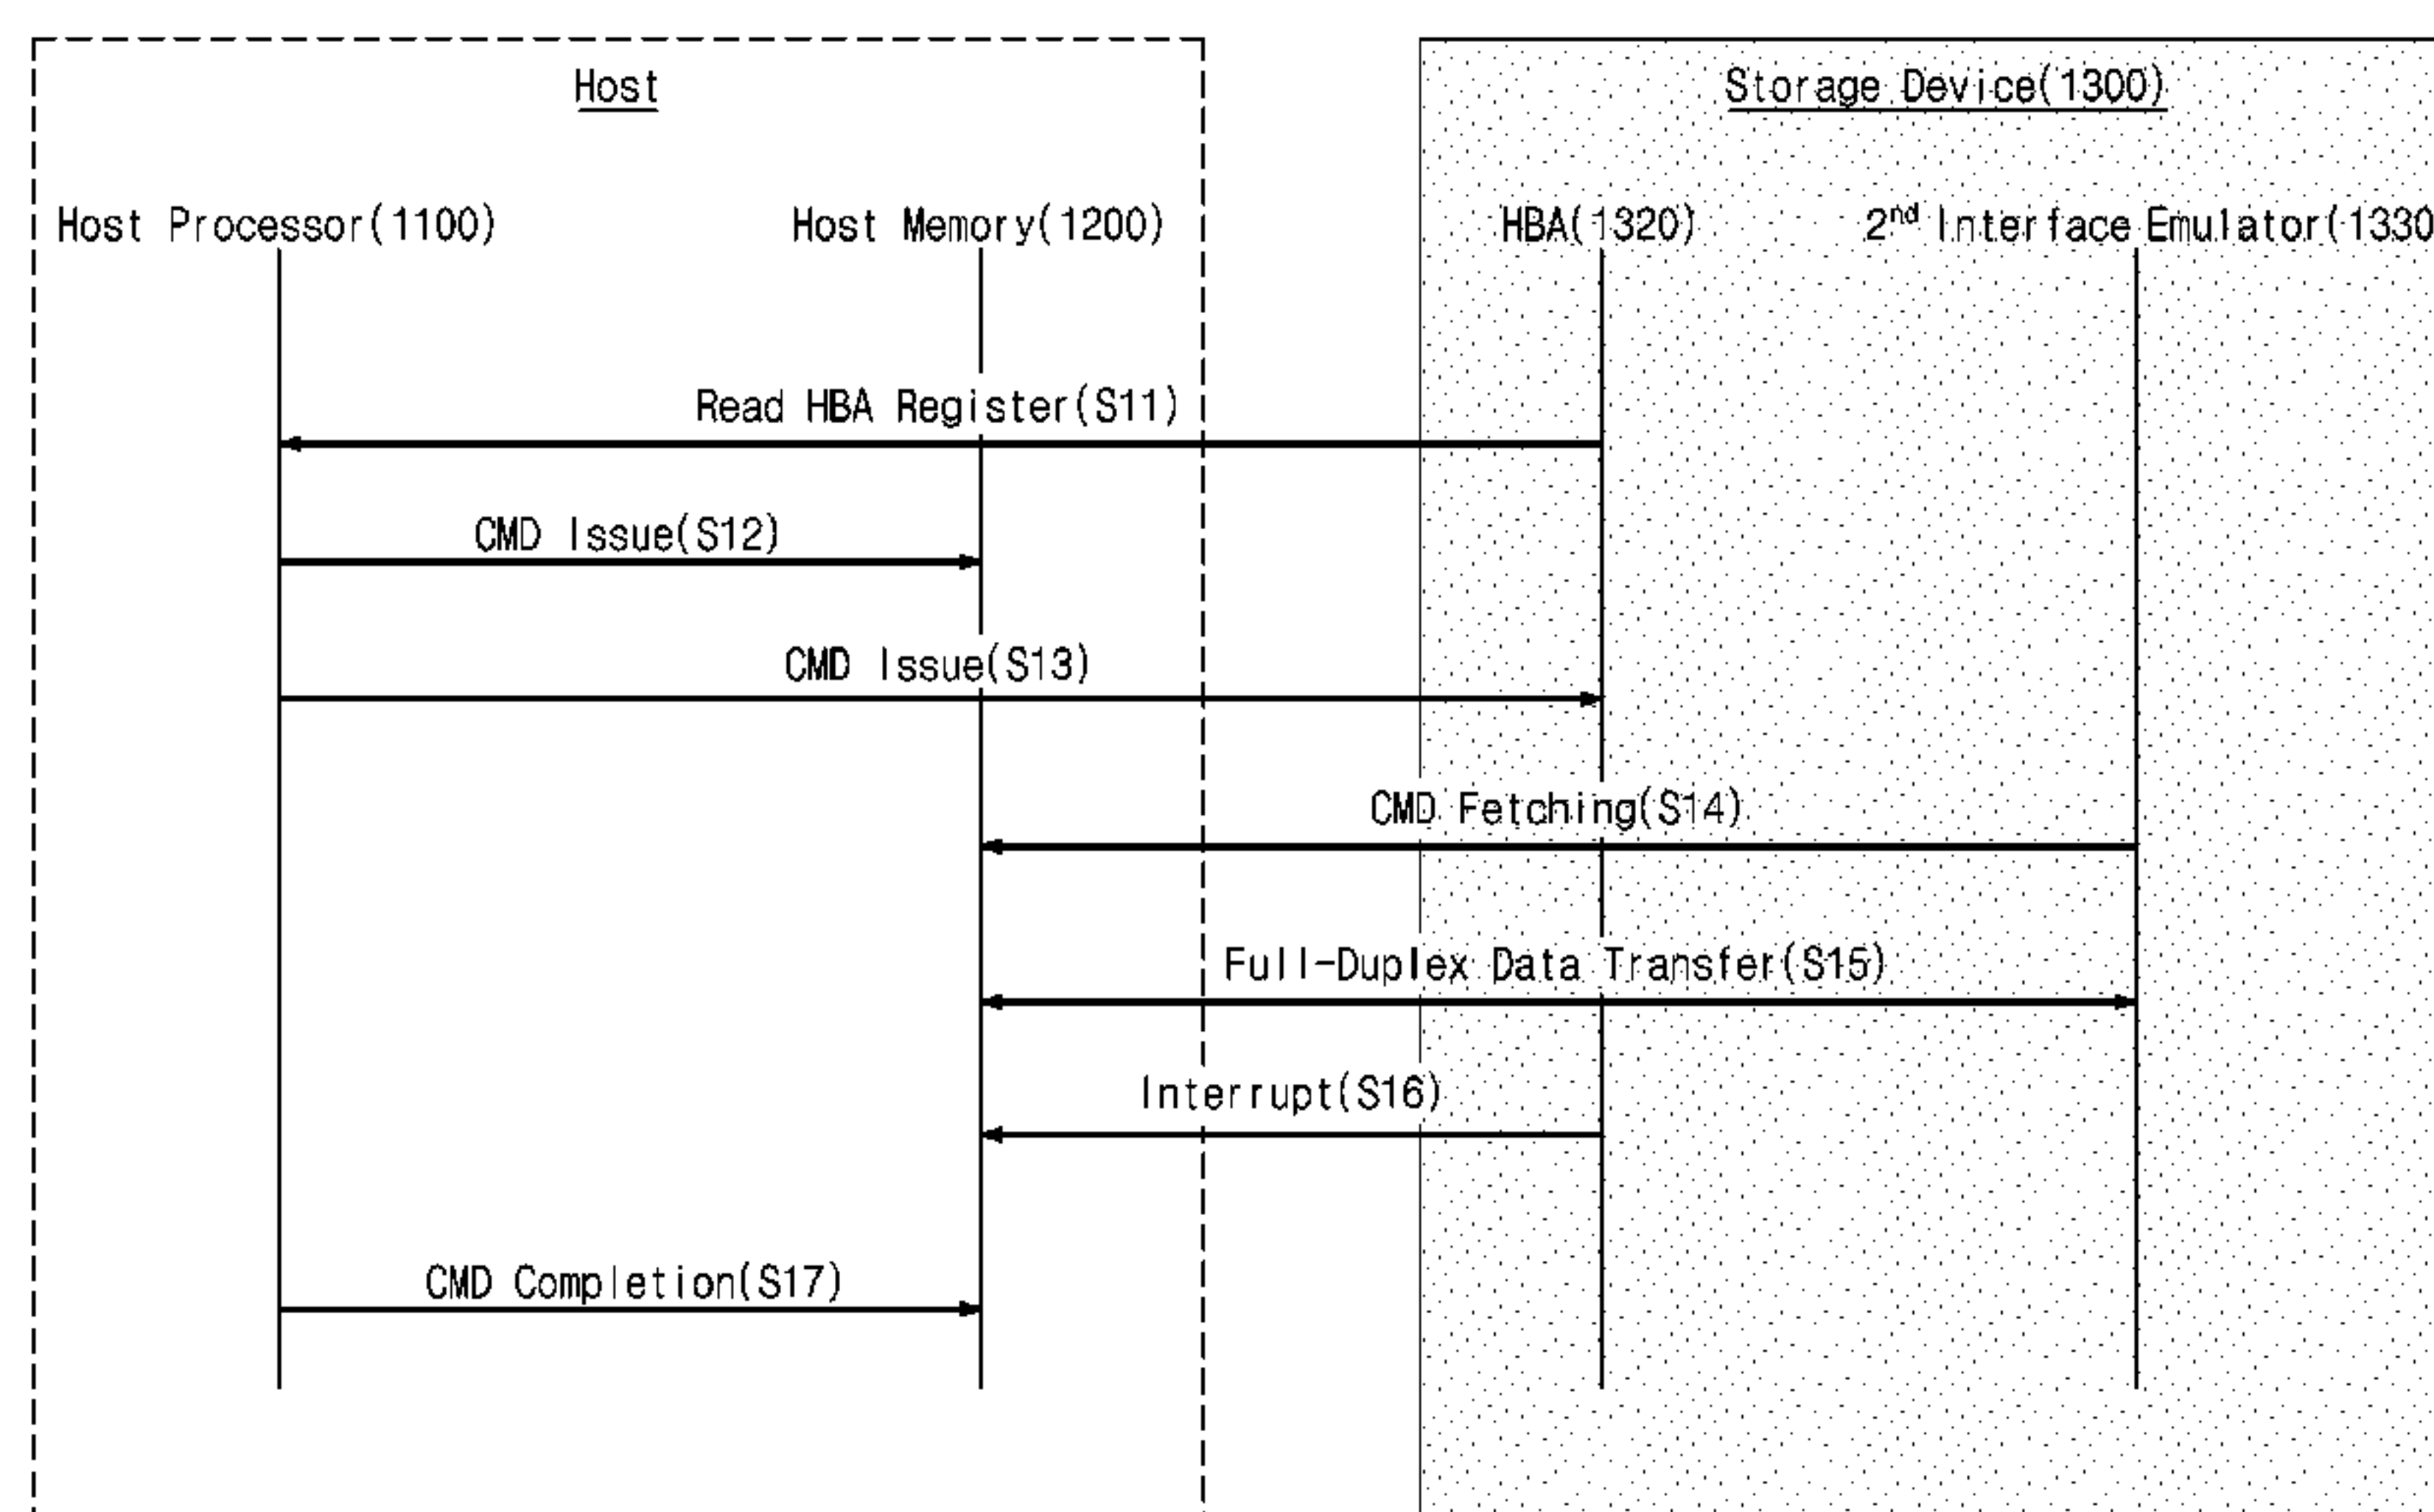 Host
Storage Device(1300)
Host Processor(1100)
Host Memory(1200)
HBA(1320)
2nd Interface Emulator(1330
Read HBA Register(S11)
CMD Issue(S12)
CMD Issue(S13)
CMD Fetching(S14)
Full-Duplex Data Transfer(S15)
Interrupt(S16)
CMD Completion(S17)